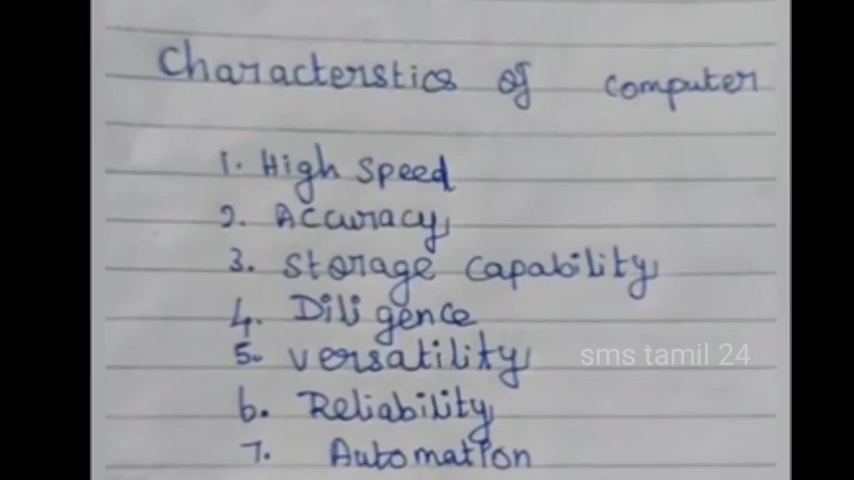 Characterstics of computer
1. High speed
2. Accuracy
3. Storage capability
4. Diligence
5. versatility
sms tamil 24
6. Reliability
7. Automation